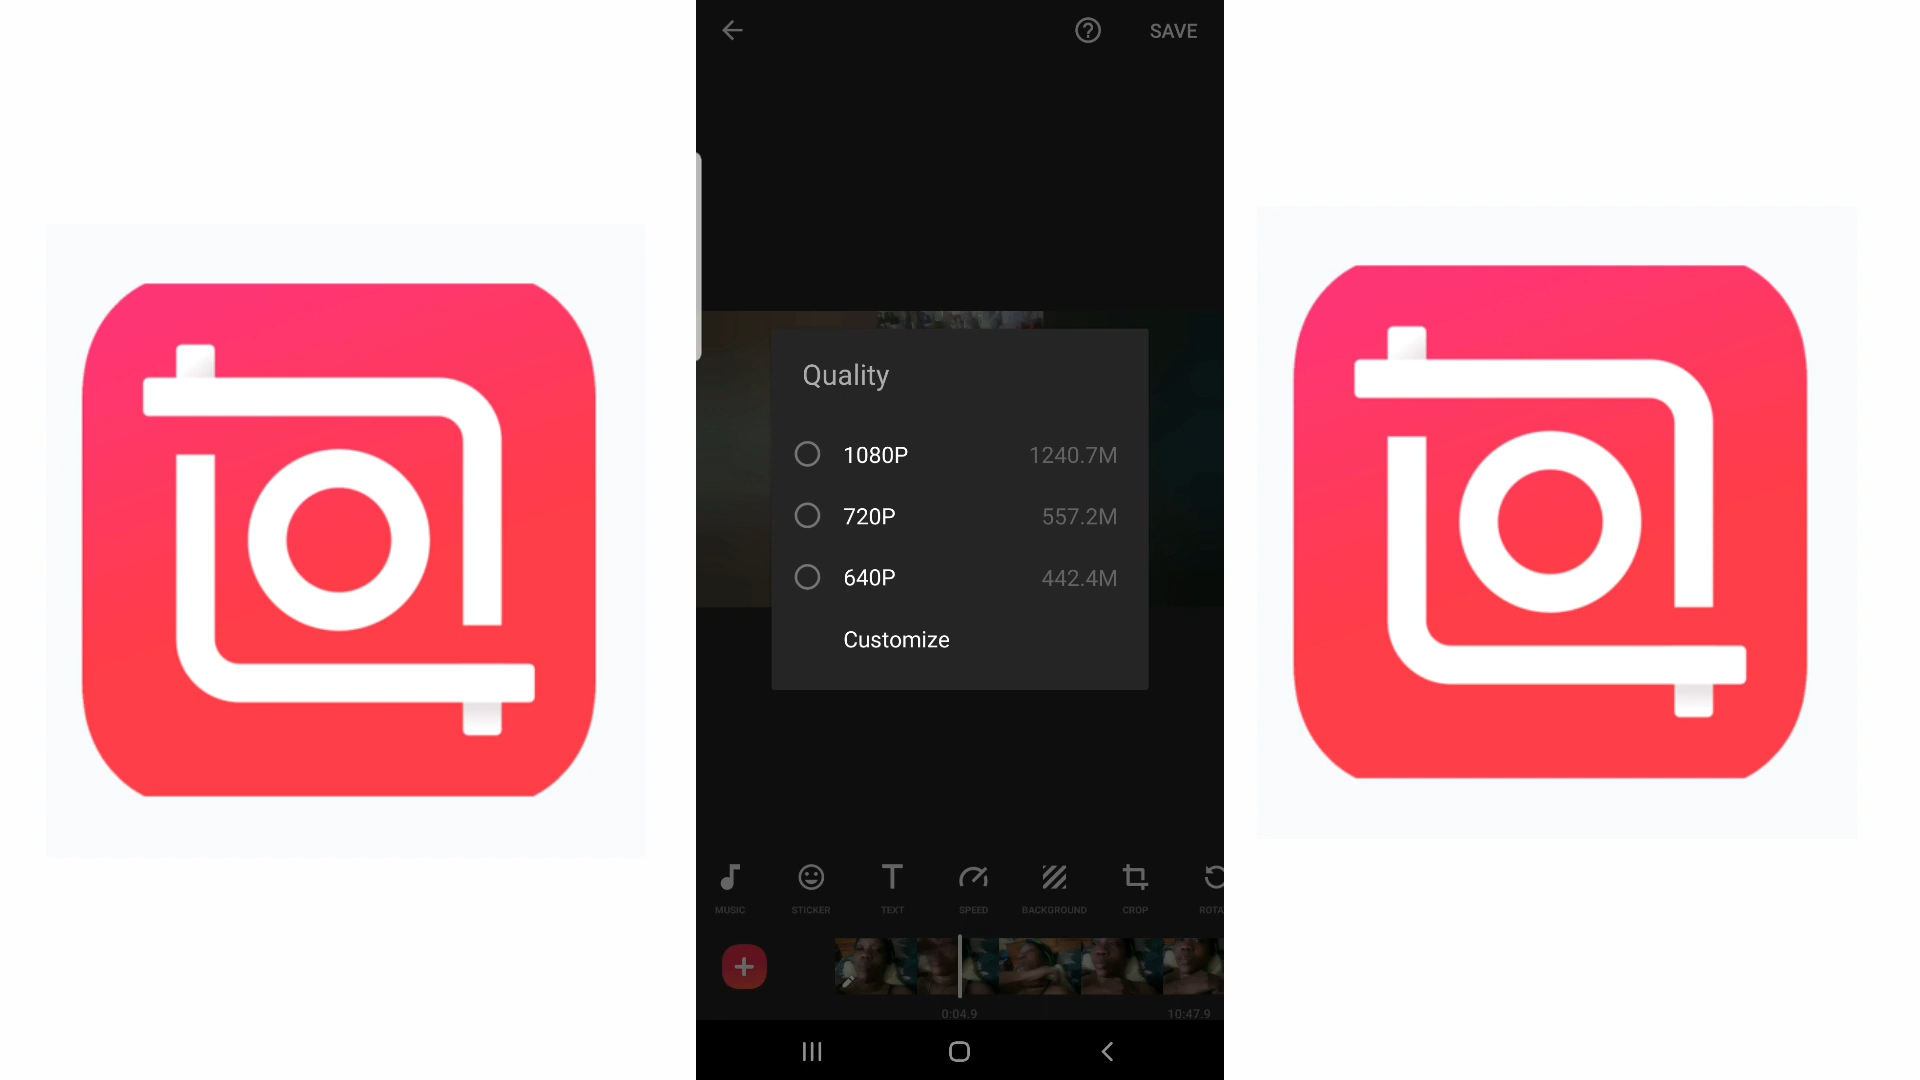 SAVE
Quality
1080P 1240.7M
720P 557.2M
640P 442.4M
Customize
MUSIC STICKER TEXT SPEED BACKGROUND CROP ROTA
0:04.9 10:47.9